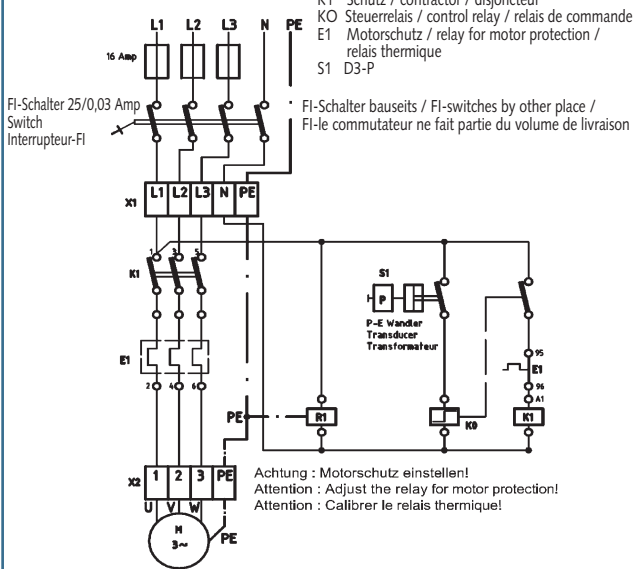 K1 Schütz / contractor / disjoncteur
KO Steuerrelais / control relay / relais de commande
E1 Motorschutz / relay for motor protection /
relais thermique
S1 D3-P
L1 L2 L3 N PE
16 Amp
FI-Schalter 25/0,03 Amp
Switch
Interrupteur-FI
FI-Schalter bauseits / FI-switches by other place /
FI-le commutateur ne fait partie du volume de livraison
X1 L1 L2 L3 N PE
1 3 5
K1
S1
P
P-E Wandler
Transducer
Transformateur
95
E1
E1
2 4 6
96
A1
PE R1 K0 K1
X2 1 2 3 PE
U V W
M
3~
PE
Achtung : Motorschutz einstellen!
Attention : Adjust the relay for motor protection!
Attention : Calibrer le relais thermique!